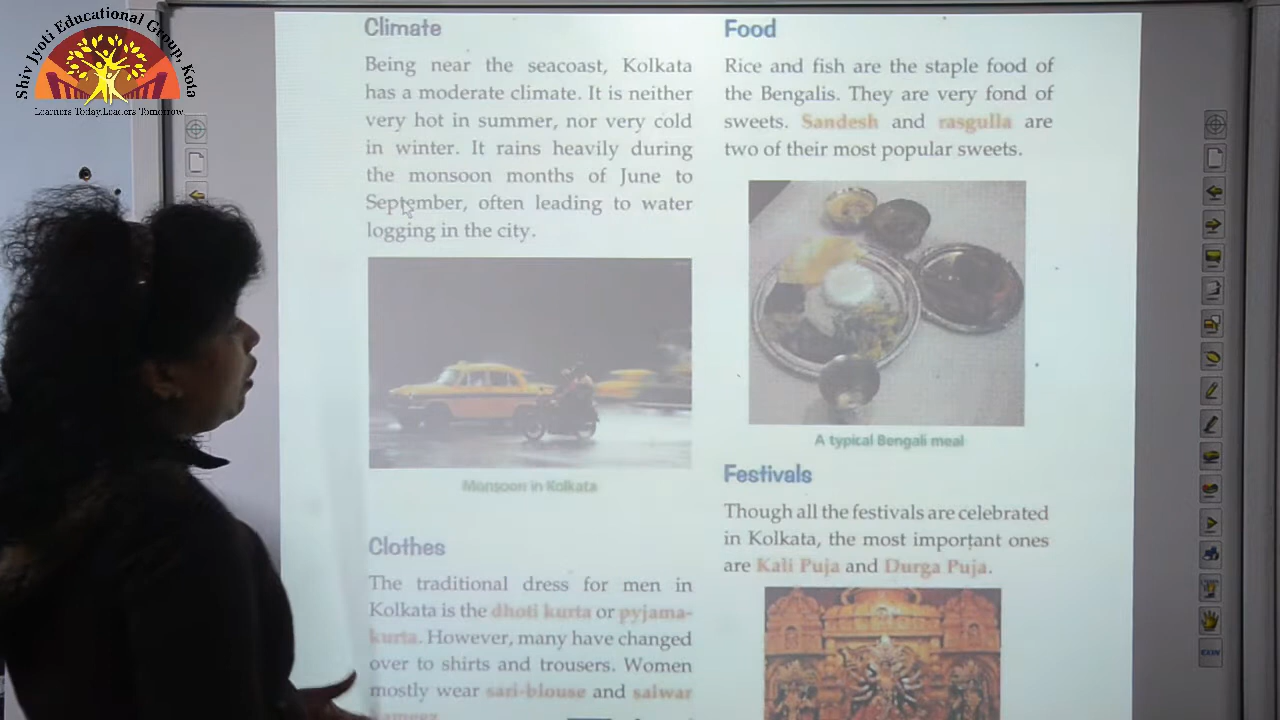 Shiv Jyoti Educational Group, Kota
Learners Today.Leaders Tomorrow
Climate
Being near the seacoast, Kolkata
has a moderate climate. It is neither
very hot in summer, nor very cold
in winter. It rains heavily during
the monsoon months of June to
September, often leading to water
logging in the city.
Monsoon in Kolkata
Clothes
The traditional dress for men in
Kolkata is the dhoti kurta or pyjama-
kurta. However, many have changed
over to shirts and trousers. Women
mostly wear sari-blouse and salwar
kameez
Food
Rice and fish are the staple food of
the Bengalis. They are very fond of
sweets. Sandesh and rasgulla are
two of their most popular sweets.
A typical Bengali meal
Festivals
Though all the festivals are celebrated
in Kolkata, the most important ones
are Kali Puja and Durga Puja.